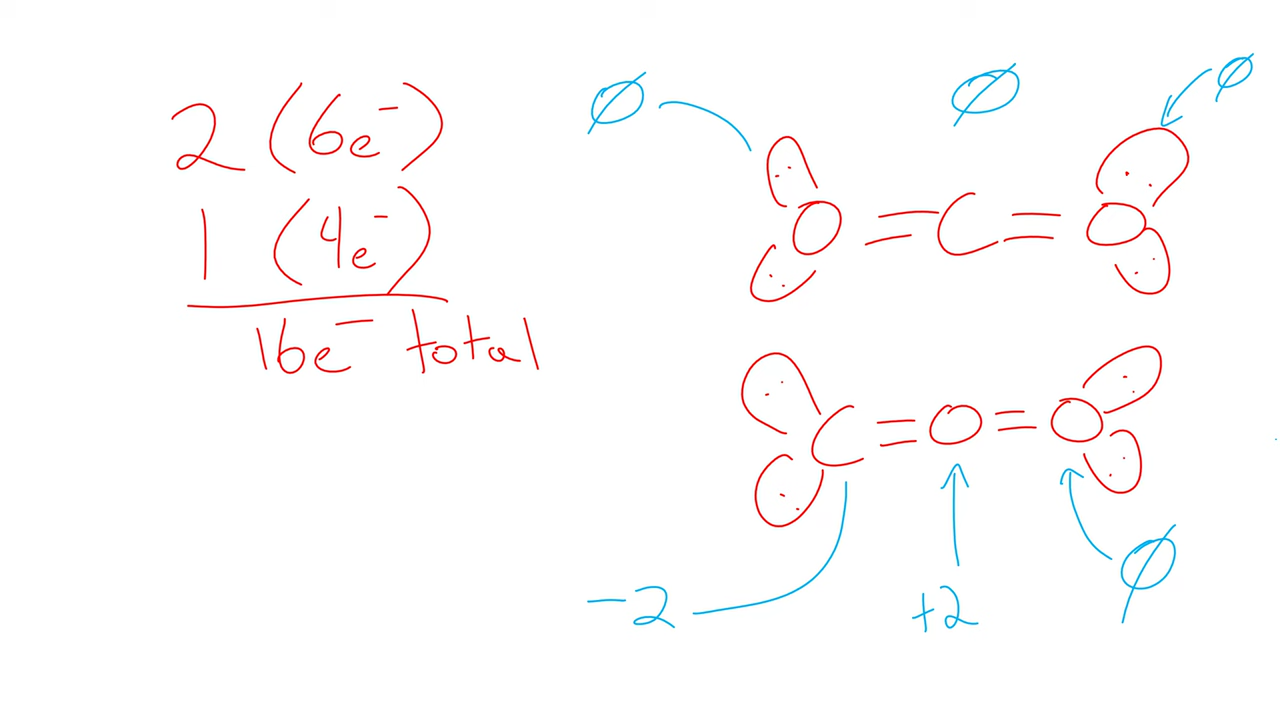 2 (6e⁻)
1 (4e⁻)
16e⁻ total
∅ ∅ ∅
O = C = O
C = O = O
-2 +2 ∅